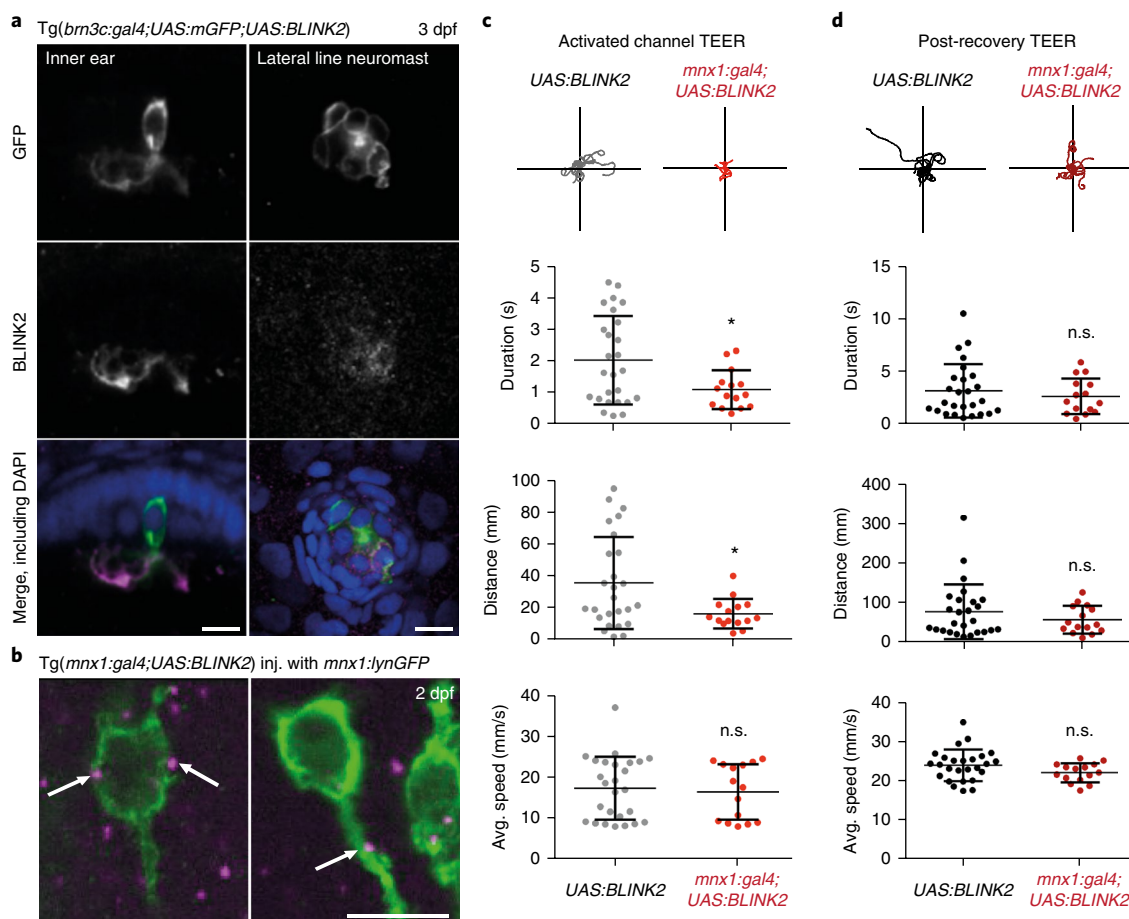 a
Tg(brn3c:gal4;UAS:mGFP;UAS:BLINK2)
3 dpf
Inner ear
Lateral line neuromast
GFP
BLINK2
Merge, including DAPI
b
Tg(mnx1:gal4;UAS:BLINK2) inj. with mnx1:lynGFP
2 dpf
c
Activated channel TEER
UAS:BLINK2
mnx1:gal4;
UAS:BLINK2
Duration (s)
5
4
3
2
1
0
*
Distance (mm)
100
80
60
40
20
0
*
Avg. speed (mm/s)
40
30
20
10
0
n.s.
UAS:BLINK2
mnx1:gal4;
UAS:BLINK2
d
Post-recovery TEER
UAS:BLINK2
mnx1:gal4;
UAS:BLINK2
Duration (s)
15
10
5
0
n.s.
Distance (mm)
400
300
200
100
0
n.s.
Avg. speed (mm/s)
40
30
20
10
0
n.s.
UAS:BLINK2
mnx1:gal4;
UAS:BLINK2